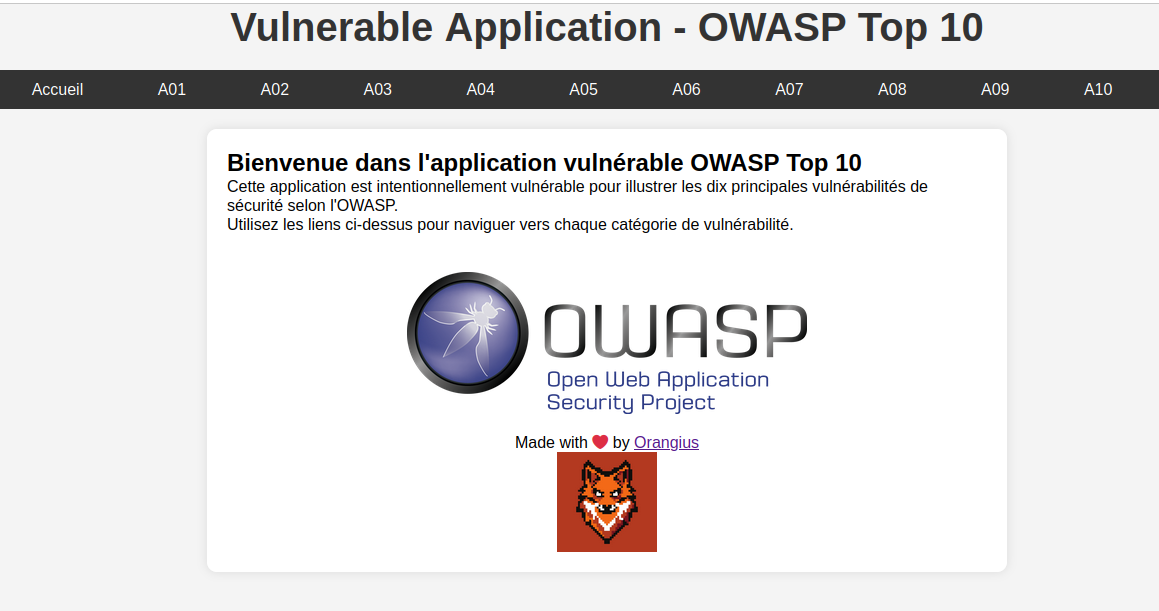 Vulnerable Application - OWASP Top 10
Accueil A01 A02 A03 A04 A05 A06 A07 A08 A09 A10
Bienvenue dans l'application vulnérable OWASP Top 10
Cette application est intentionnellement vulnérable pour illustrer les dix principales vulnérabilités de
sécurité selon l'OWASP.
Utilisez les liens ci-dessus pour naviguer vers chaque catégorie de vulnérabilité.
OWASP
Open Web Application
Security Project
Made with ❤ by Orangius